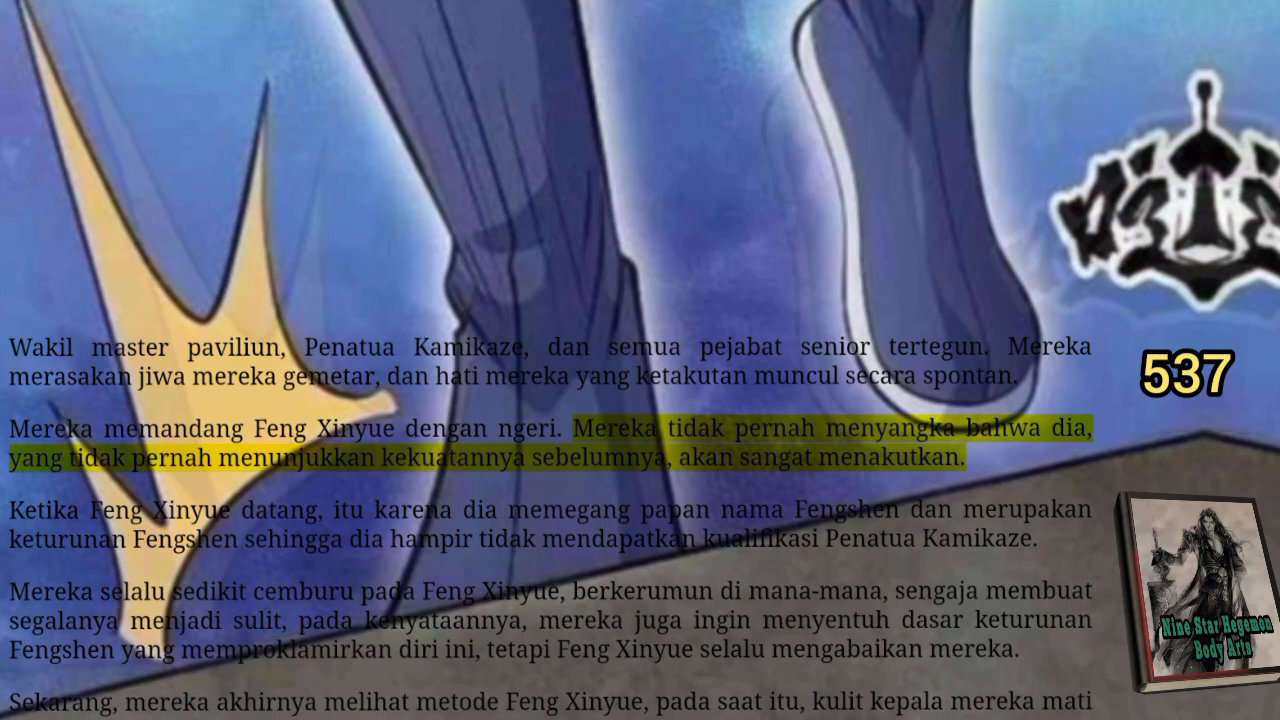 Wakil master paviliun, Penatua Kamikaze, dan semua pejabat senior tertegun. Mereka
merasakan jiwa mereka gemetar, dan hati mereka yang ketakutan muncul secara spontan.
537
Mereka memandang Feng Xinyue dengan ngeri. Mereka tidak pernah menyangka bahwa dia,
yang tidak pernah menunjukkan kekuatannya sebelumnya, akan sangat menakutkan.
Ketika Feng Xinyue datang, itu karena dia memegang papan nama Fengshen dan merupakan
keturunan Fengshen sehingga dia hampir tidak mendapatkan kualifikasi Penatua Kamikaze.
Mereka selalu sedikit cemburu pada Feng Xinyue, berkerumun di mana-mana, sengaja membuat
segalanya menjadi sulit, pada kenyataannya, mereka juga ingin menyentuh dasar keturunan
Fengshen yang memproklamirkan diri ini, tetapi Feng Xinyue selalu mengabaikan mereka.
Nine Star Hegemon
Body Arts
Sekarang, mereka akhirnya melihat metode Feng Xinyue, pada saat itu, kulit kepala mereka mati